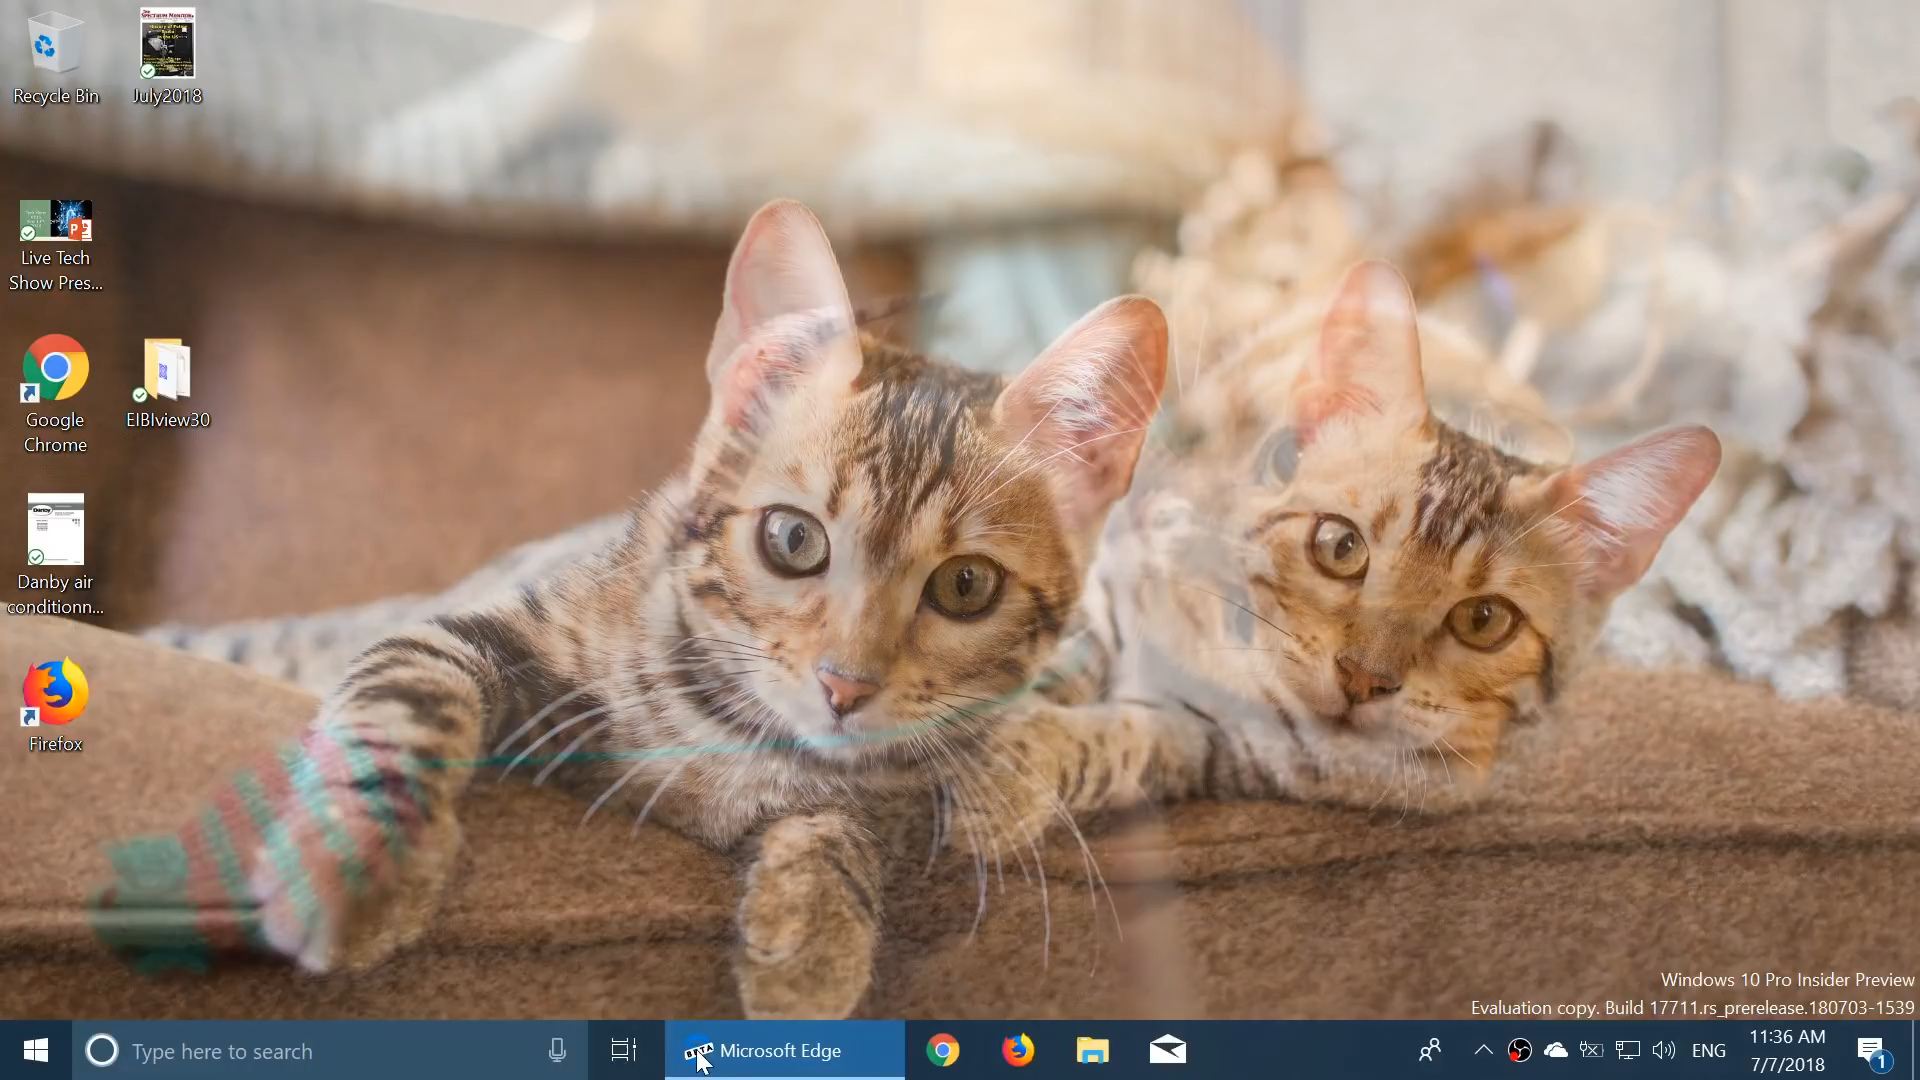 Recycle Bin
July2018
Live Tech
Show Pres...
Google
Chrome
EIBIview30
Danby air
conditionn...
Firefox
Windows 10 Pro Insider Preview
Evaluation copy. Build 17711.rs_prerelease.180703-1539
Type here to search
BETA
Microsoft Edge
ENG
11:36 AM
7/7/2018
1